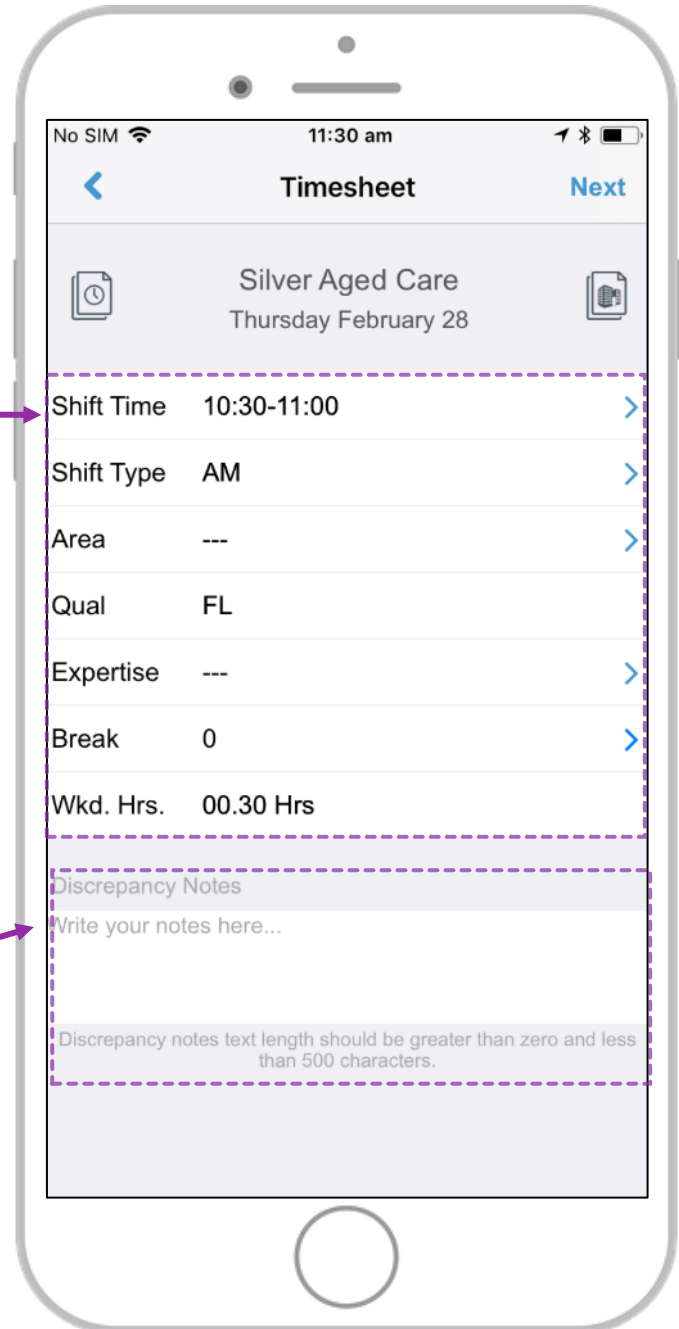 No SIM 11:30 am
Timesheet Next
Silver Aged Care
Thursday February 28
Shift Time 10:30-11:00
Shift Type AM
Area ---
Qual FL
Expertise ---
Break 0
Wkd. Hrs. 00.30 Hrs
Discrepancy Notes
Write your notes here...
Discrepancy notes text length should be greater than zero and less
than 500 characters.